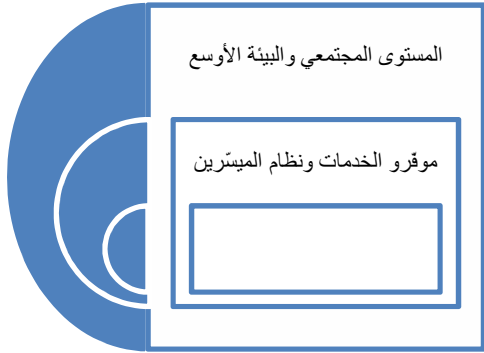 المستوى المجتمعي والبيئة الأوسع
موفّرو الخدمات ونظام الميسّرين